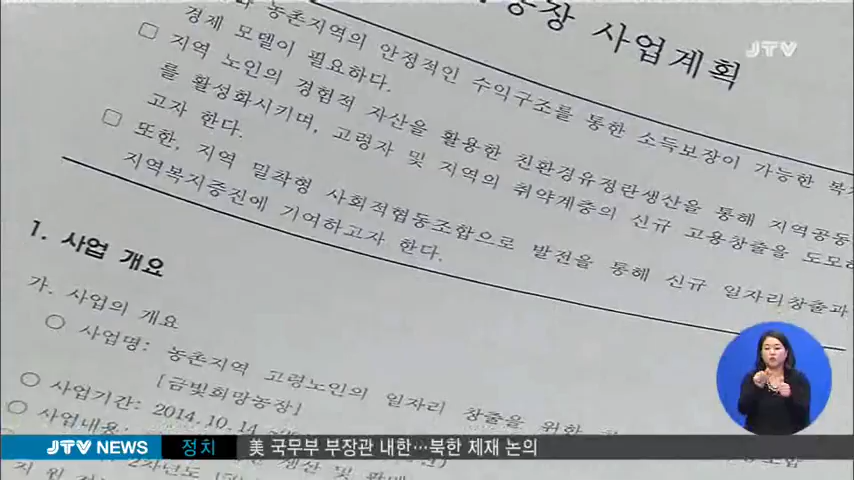 농장 사업계획
JTV
농촌지역의 안정적인 수익구조를 통한 소득보장이 가능한 복지
경제 모델이 필요하다.
□ 지역 노인의 경험적 자산을 활용한 친환경유정란생산을 통해 지역공동
를 활성화시키며, 고령자 및 지역의 취약계층의 신규 고용창출을 도모하
고자 한다.
□ 또한, 지역 밀착형 사회적협동조합으로 발전을 통해 신규 일자리창출과
지역복지증진에 기여하고자 한다.
1. 사업 개요
가. 사업의 개요
○ 사업명: 농촌지역 고령노인의 일자리 창출을 위한
[금빛희망농장]
○ 사업기간: 2014.10.14
○ 사업내용:
생산 및 판매
JTV NEWS 정치 美 국무부 부장관 내한…북한 제재 논의